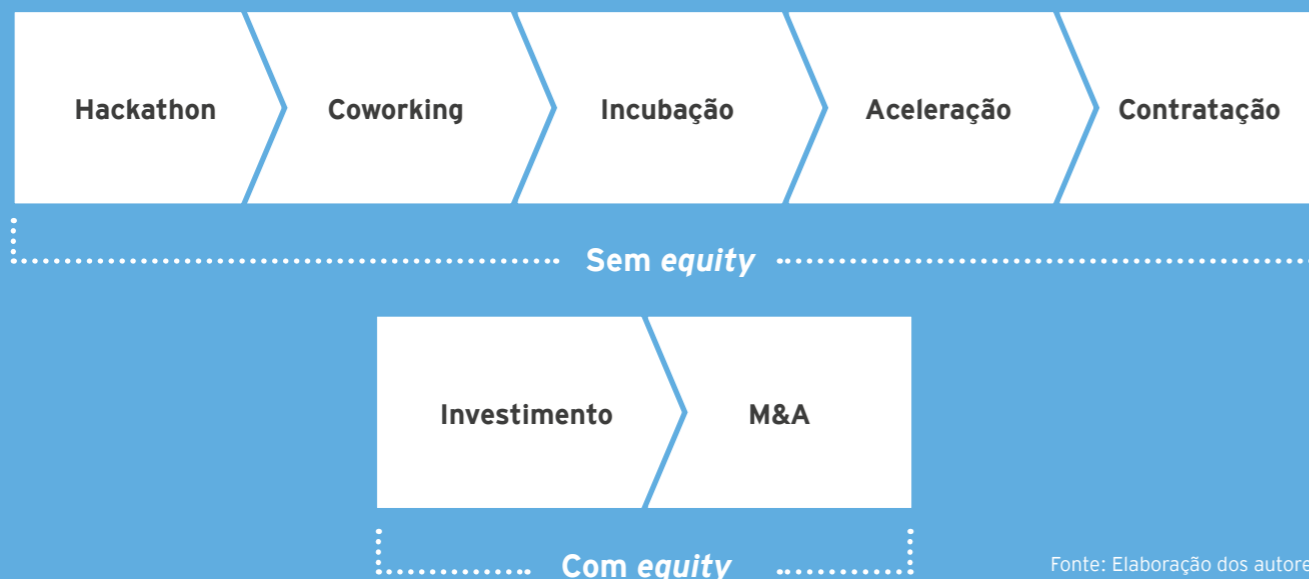 Hackathon
Coworking
Incubação
Aceleração
Contratação
Sem equity
Investimento
M&A
Com equity
Fonte: Elaboração dos autore